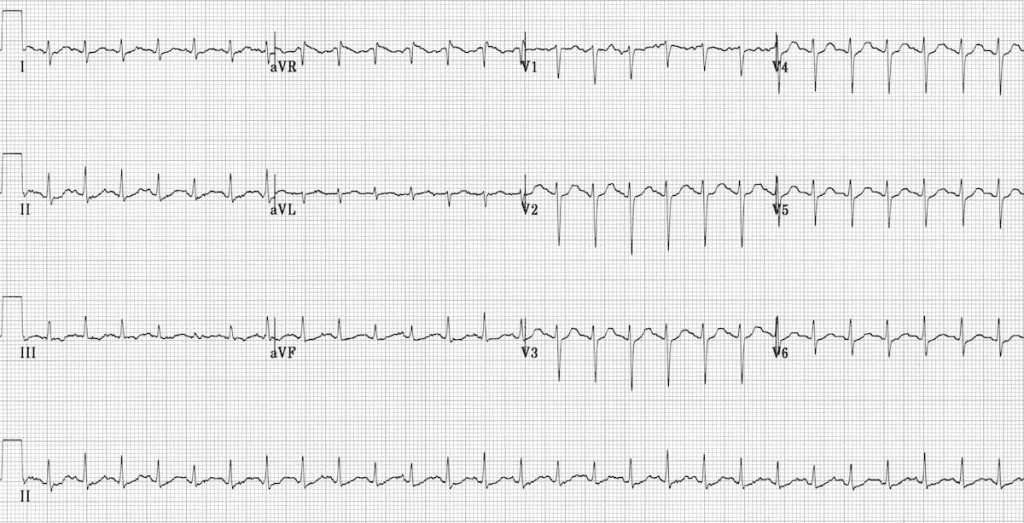 I aVR V1 V4
II aVL V2 V5
III aVF V3 V6
II